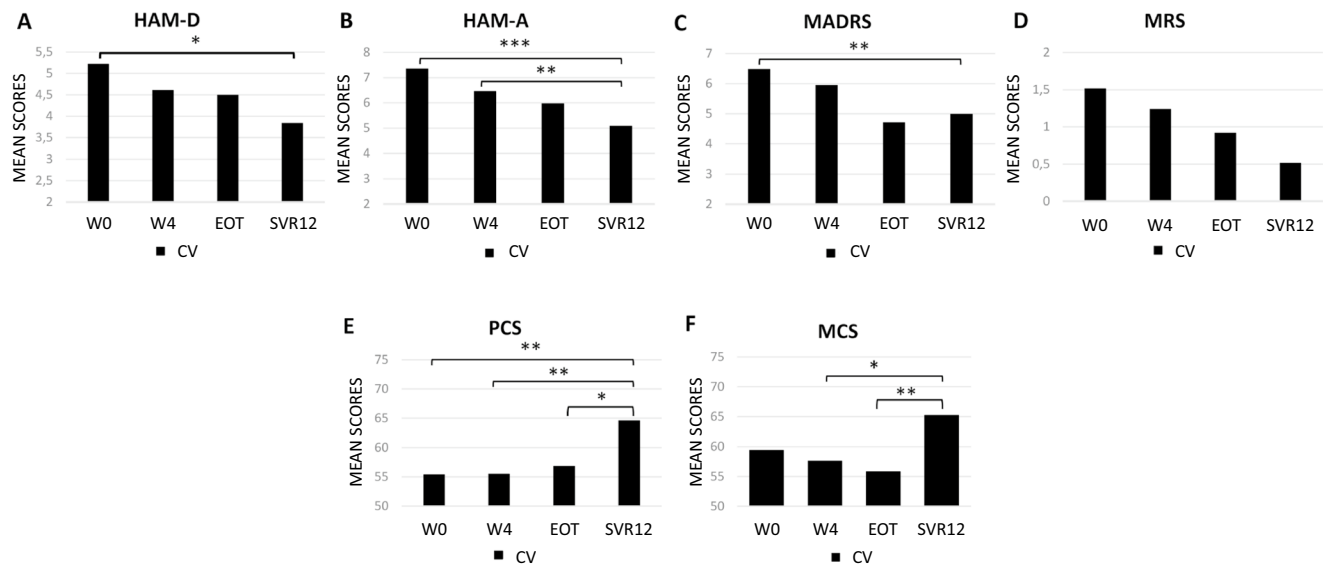 A
HAM-D
MEAN SCORES
5,5
5
4,5
4
3,5
3
2,5
2
*
W0 W4 EOT SVR12
■ CV
B
HAM-A
MEAN SCORES
8
7
6
5
4
3
2
***
**
W0 W4 EOT SVR12
■ CV
C
MADRS
MEAN SCORES
7
6
5
4
3
2
**
W0 W4 EOT SVR12
■ CV
D
MRS
MEAN SCORES
2
1,5
1
0,5
0
W0 W4 EOT SVR12
■ CV
E
PCS
MEAN SCORES
75
70
65
60
55
50
**
**
*
W0 W4 EOT SVR12
■ CV
F
MCS
MEAN SCORES
75
70
65
60
55
50
*
**
W0 W4 EOT SVR12
■ CV